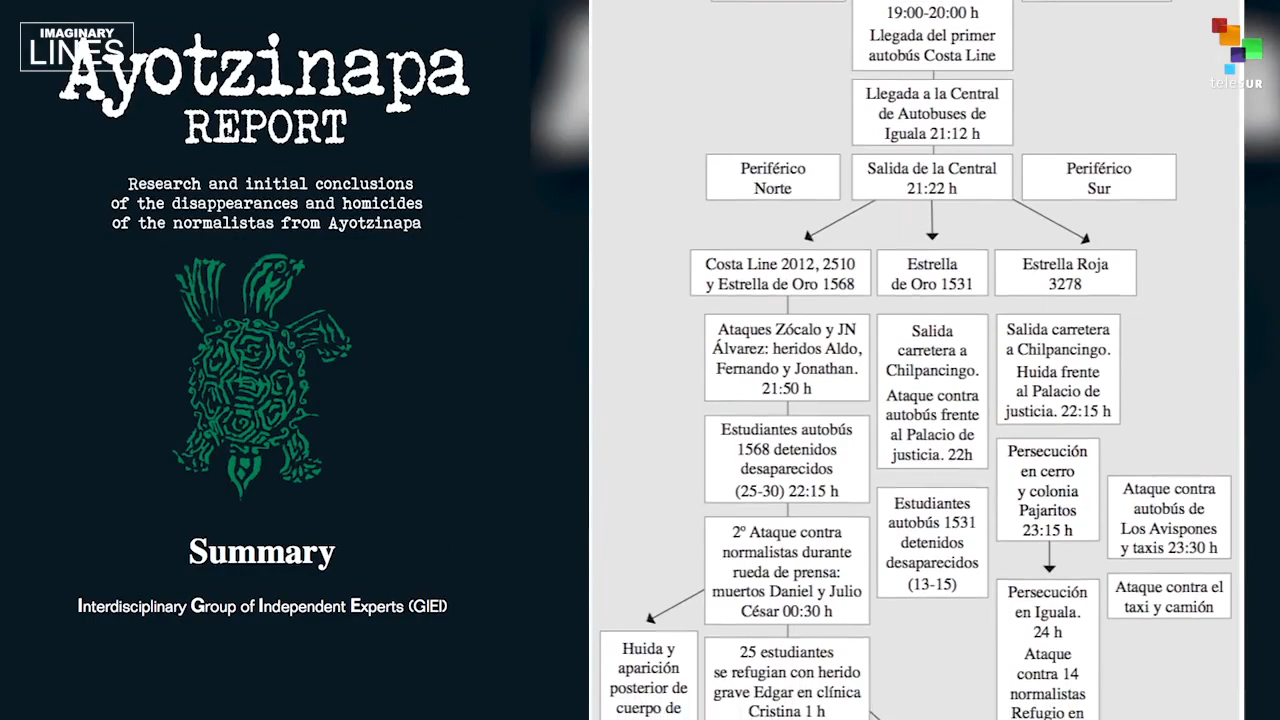 IMAGINARY
LINES
Ayotzinapa
REPORT
Research and initial conclusions
of the disappearances and homicides
of the normalistas from Ayotzinapa
Summary
Interdisciplinary Group of Independent Experts (GIEI)
teleSUR
19:00-20:00 h
Llegada del primer
autobús Costa Line
Llegada a la Central
de Autobuses de
Iguala 21:12 h
Periférico
Norte
Salida de la Central
21:22 h
Periférico
Sur
Costa Line 2012, 2510
y Estrella de Oro 1568
Estrella
de Oro 1531
Estrella Roja
3278
Ataques Zócalo y JN
Álvarez: heridos Aldo,
Fernando y Jonathan.
21:50 h
Salida
carretera a
Chilpancingo.
Ataque contra
autobús frente
al Palacio de
justicia. 22h
Salida carretera
a Chilpancingo.
Huida frente
al Palacio de
justicia. 22:15 h
Estudiantes autobús
1568 detenidos
desaparecidos
(25-30) 22:15 h
Estudiantes
autobús 1531
detenidos
desaparecidos
(13-15)
Persecución
en cerro
y colonia
Pajaritos
23:15 h
Ataque contra
autobús de
Los Avispones
y taxis 23:30 h
2º Ataque contra
normalistas durante
rueda de prensa:
muertos Daniel y Julio
César 00:30 h
Ataque contra el
taxi y camión
Persecución
en Iguala.
24 h
Ataque
contra 14
normalistas
Refugio en
Huida y
aparición
posterior de
cuerpo de
25 estudiantes
se refugian con herido
grave Edgar en clínica
Cristina 1 h